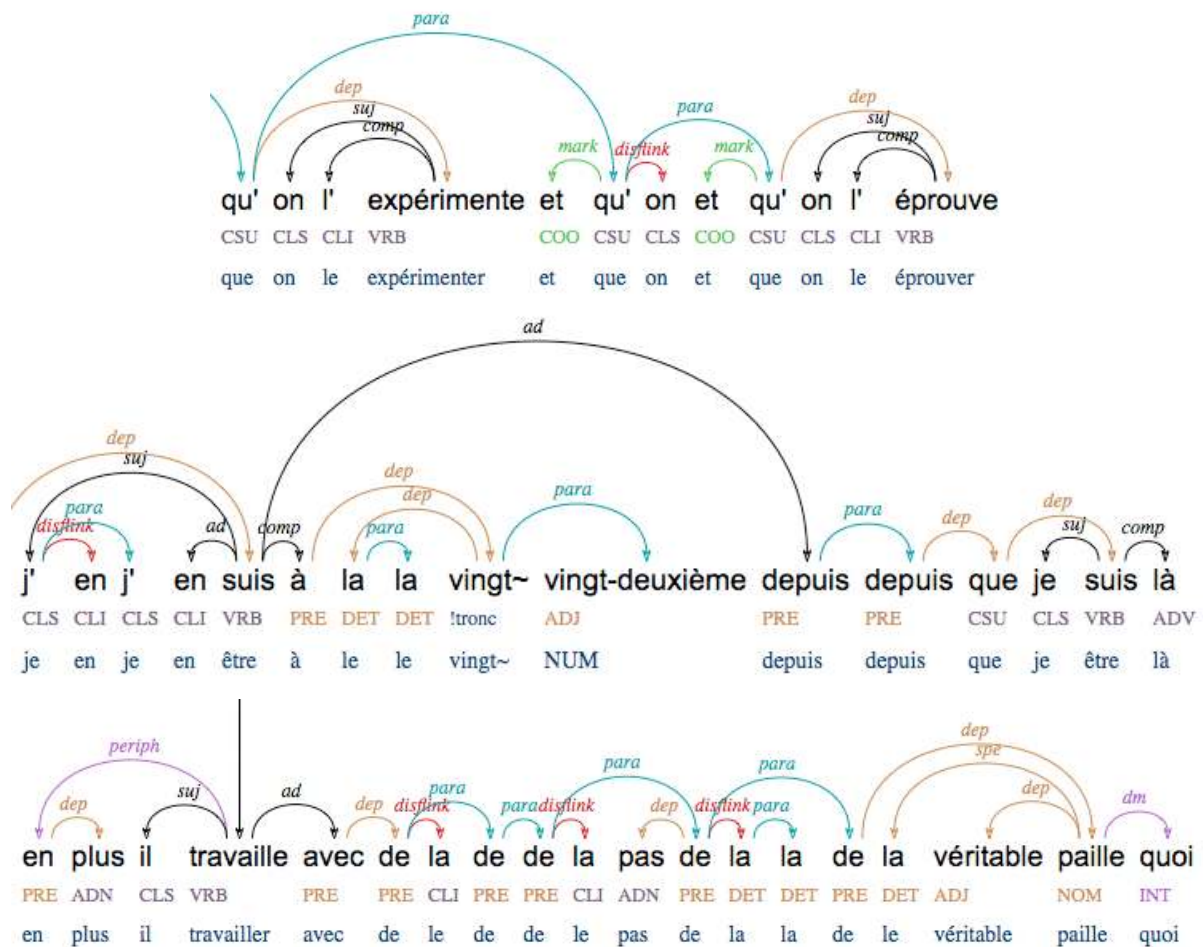 para
dep para dep
suj suj
comp mark disflink mark comp
qu' on l' expérimente et qu' on et qu' on l' éprouve
CSU CLS CLI VRB COO CSU CLS COO CSU CLS CLI VRB
que on le expérimenter et que on et que on le éprouver
ad
dep
suj dep
para dep para para dep dep
disflink ad comp para suj comp
j' en j' en suis à la la vingt~ vingt-deuxième depuis depuis que je suis là
CLS CLI CLS CLI VRB PRE DET DET !tronc ADJ PRE PRE CSU CLS VRB ADV
je en je en être à le le vingt~ NUM depuis depuis que je être là
dep
periph para para spe
dep suj ad dep disflink para para disflink dep disflink para dep dm
en plus il travaille avec de la de de la pas de la la de la véritable paille quoi
PRE ADN CLS VRB PRE PRE CLI PRE PRE CLI ADN PRE DET DET PRE DET ADJ NOM INT
en plus il travailler avec de le de de le pas de la la de le véritable paille quoi